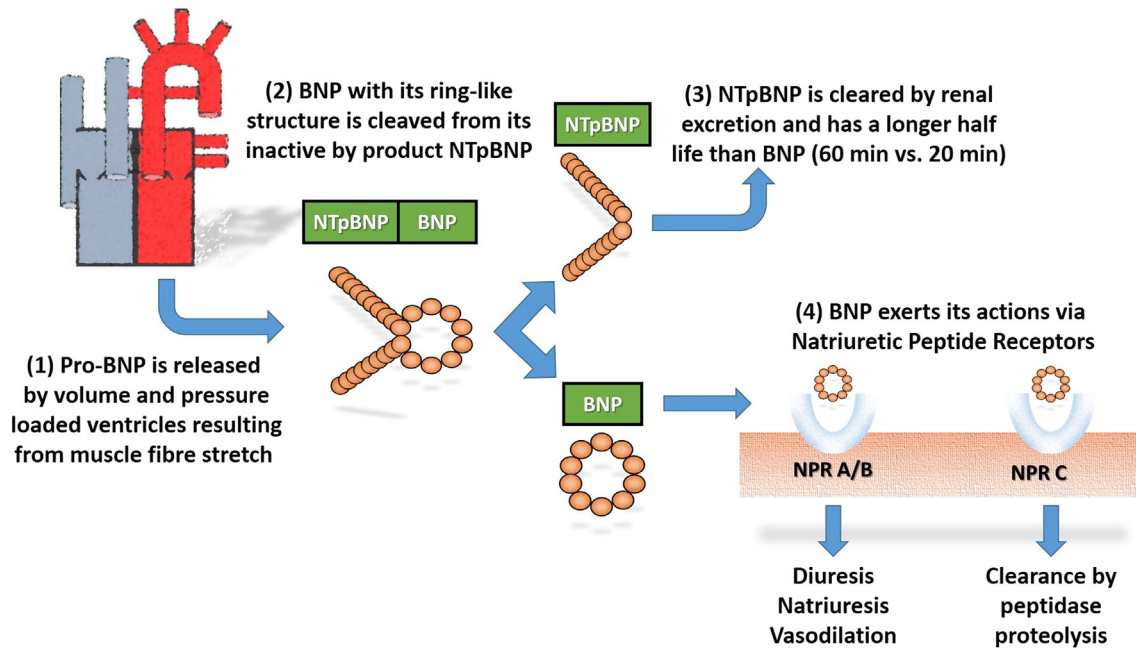 (2) BNP with its ring-like
structure is cleaved from its
inactive by product NTpBNP
NTpBNP
(3) NTpBNP is cleared by renal
excretion and has a longer half
life than BNP (60 min vs. 20 min)
NTpBNP BNP
(1) Pro-BNP is released
by volume and pressure
loaded ventricles resulting
from muscle fibre stretch
BNP
(4) BNP exerts its actions via
Natriuretic Peptide Receptors
NPR A/B
NPR C
Diuresis
Natriuresis
Vasodilation
Clearance by
peptidase
proteolysis